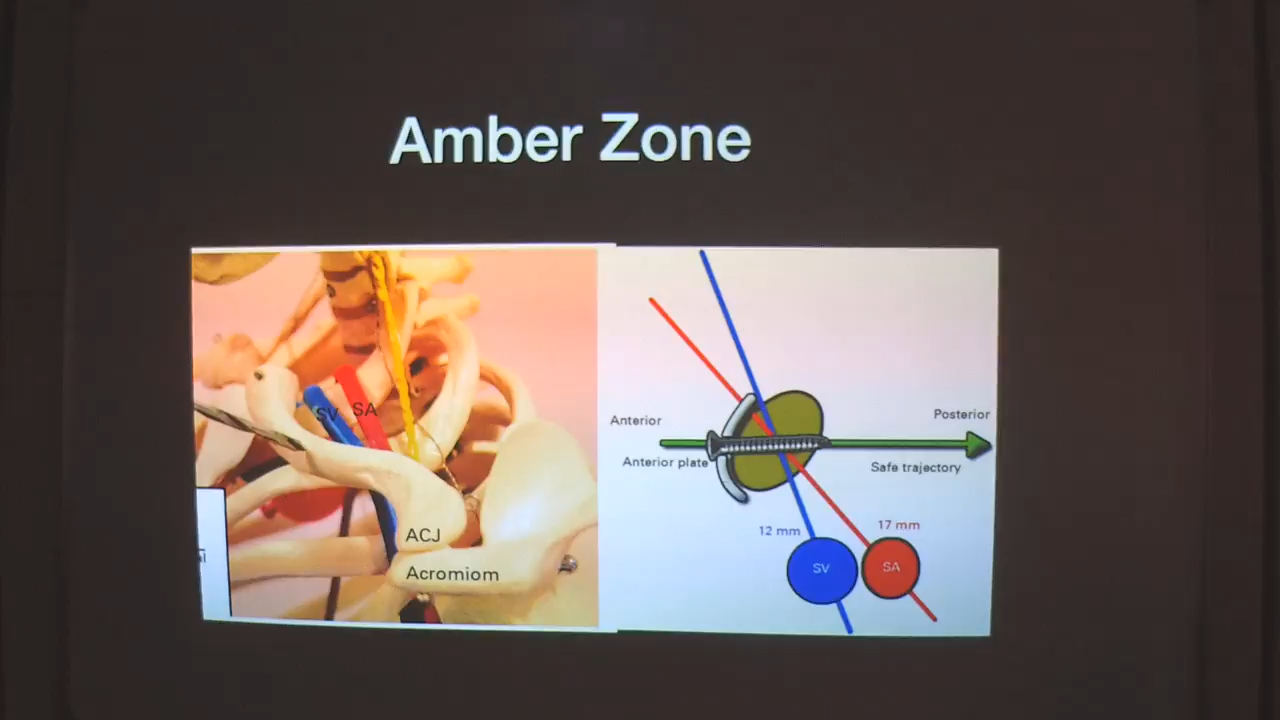 Amber Zone
SV
SA
ACJ
Acromiom
Anterior
Posterior
Anterior plate
Safe trajectory
12 mm
17 mm
SV
SA